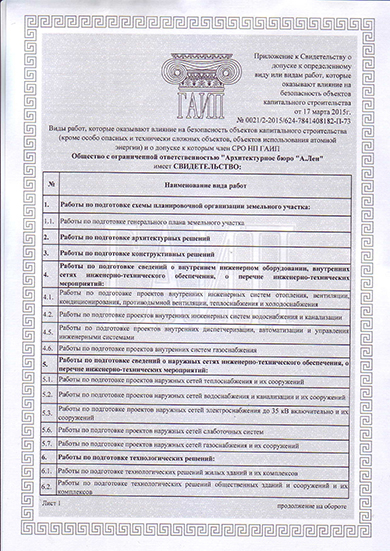 Приложение к Свидетельству о
допуске к определенному
виду или видам работ, которые
оказывают влияние на
безопасность объектов
капитального строительства
от 17 марта 2015г.
№ 0021/2-2015/624-7841408182-П-73
ГАИП
Виды работ, которые оказывают влияние на безопасность объектов капитального строительства
(кроме особо опасных и технически сложных объектов, объектов использования атомной
энергии) и о допуске к которым член СРО НП ГАИП
Общество с ограниченной ответственностью "Архитектурное бюро "А.Лен"
имеет СВИДЕТЕЛЬСТВО:
№ Наименование вида работ
1. Работы по подготовке схемы планировочной организации земельного участка:
1.1. Работы по подготовке генерального плана земельного участка
2. Работы по подготовке архитектурных решений
3. Работы по подготовке конструктивных решений
4. Работы по подготовке сведений о внутреннем инженерном оборудовании, внутренних
сетях инженерно-технического обеспечения, о перечне инженерно-технических
мероприятий:
4.1. Работы по подготовке проектов внутренних инженерных систем отопления, вентиляции,
кондиционирования, противодымной вентиляции, теплоснабжения и холодоснабжения
4.2. Работы по подготовке проектов внутренних инженерных систем водоснабжения и канализации
4.5. Работы по подготовке проектов внутренних диспетчеризации, автоматизации и управления
инженерными системами
4.6. Работы по подготовке проектов внутренних систем газоснабжения
5. Работы по подготовке сведений о наружных сетях инженерно-технического обеспечения, о
перечне инженерно-технических мероприятий:
5.1. Работы по подготовке проектов наружных сетей теплоснабжения и их сооружений
5.2. Работы по подготовке проектов наружных сетей водоснабжения и канализации и их сооружений
5.3. Работы по подготовке проектов наружных сетей электроснабжения до 35 кВ включительно и их
сооружений
5.6. Работы по подготовке проектов наружных сетей слаботочных систем
5.7. Работы по подготовке проектов наружных сетей газоснабжения и их сооружений
6. Работы по подготовке технологических решений:
6.1. Работы по подготовке технологических решений жилых зданий и их комплексов
6.2. Работы по подготовке технологических решений общественных зданий и сооружений и их
комплексов
Лист 1 продолжение на обороте